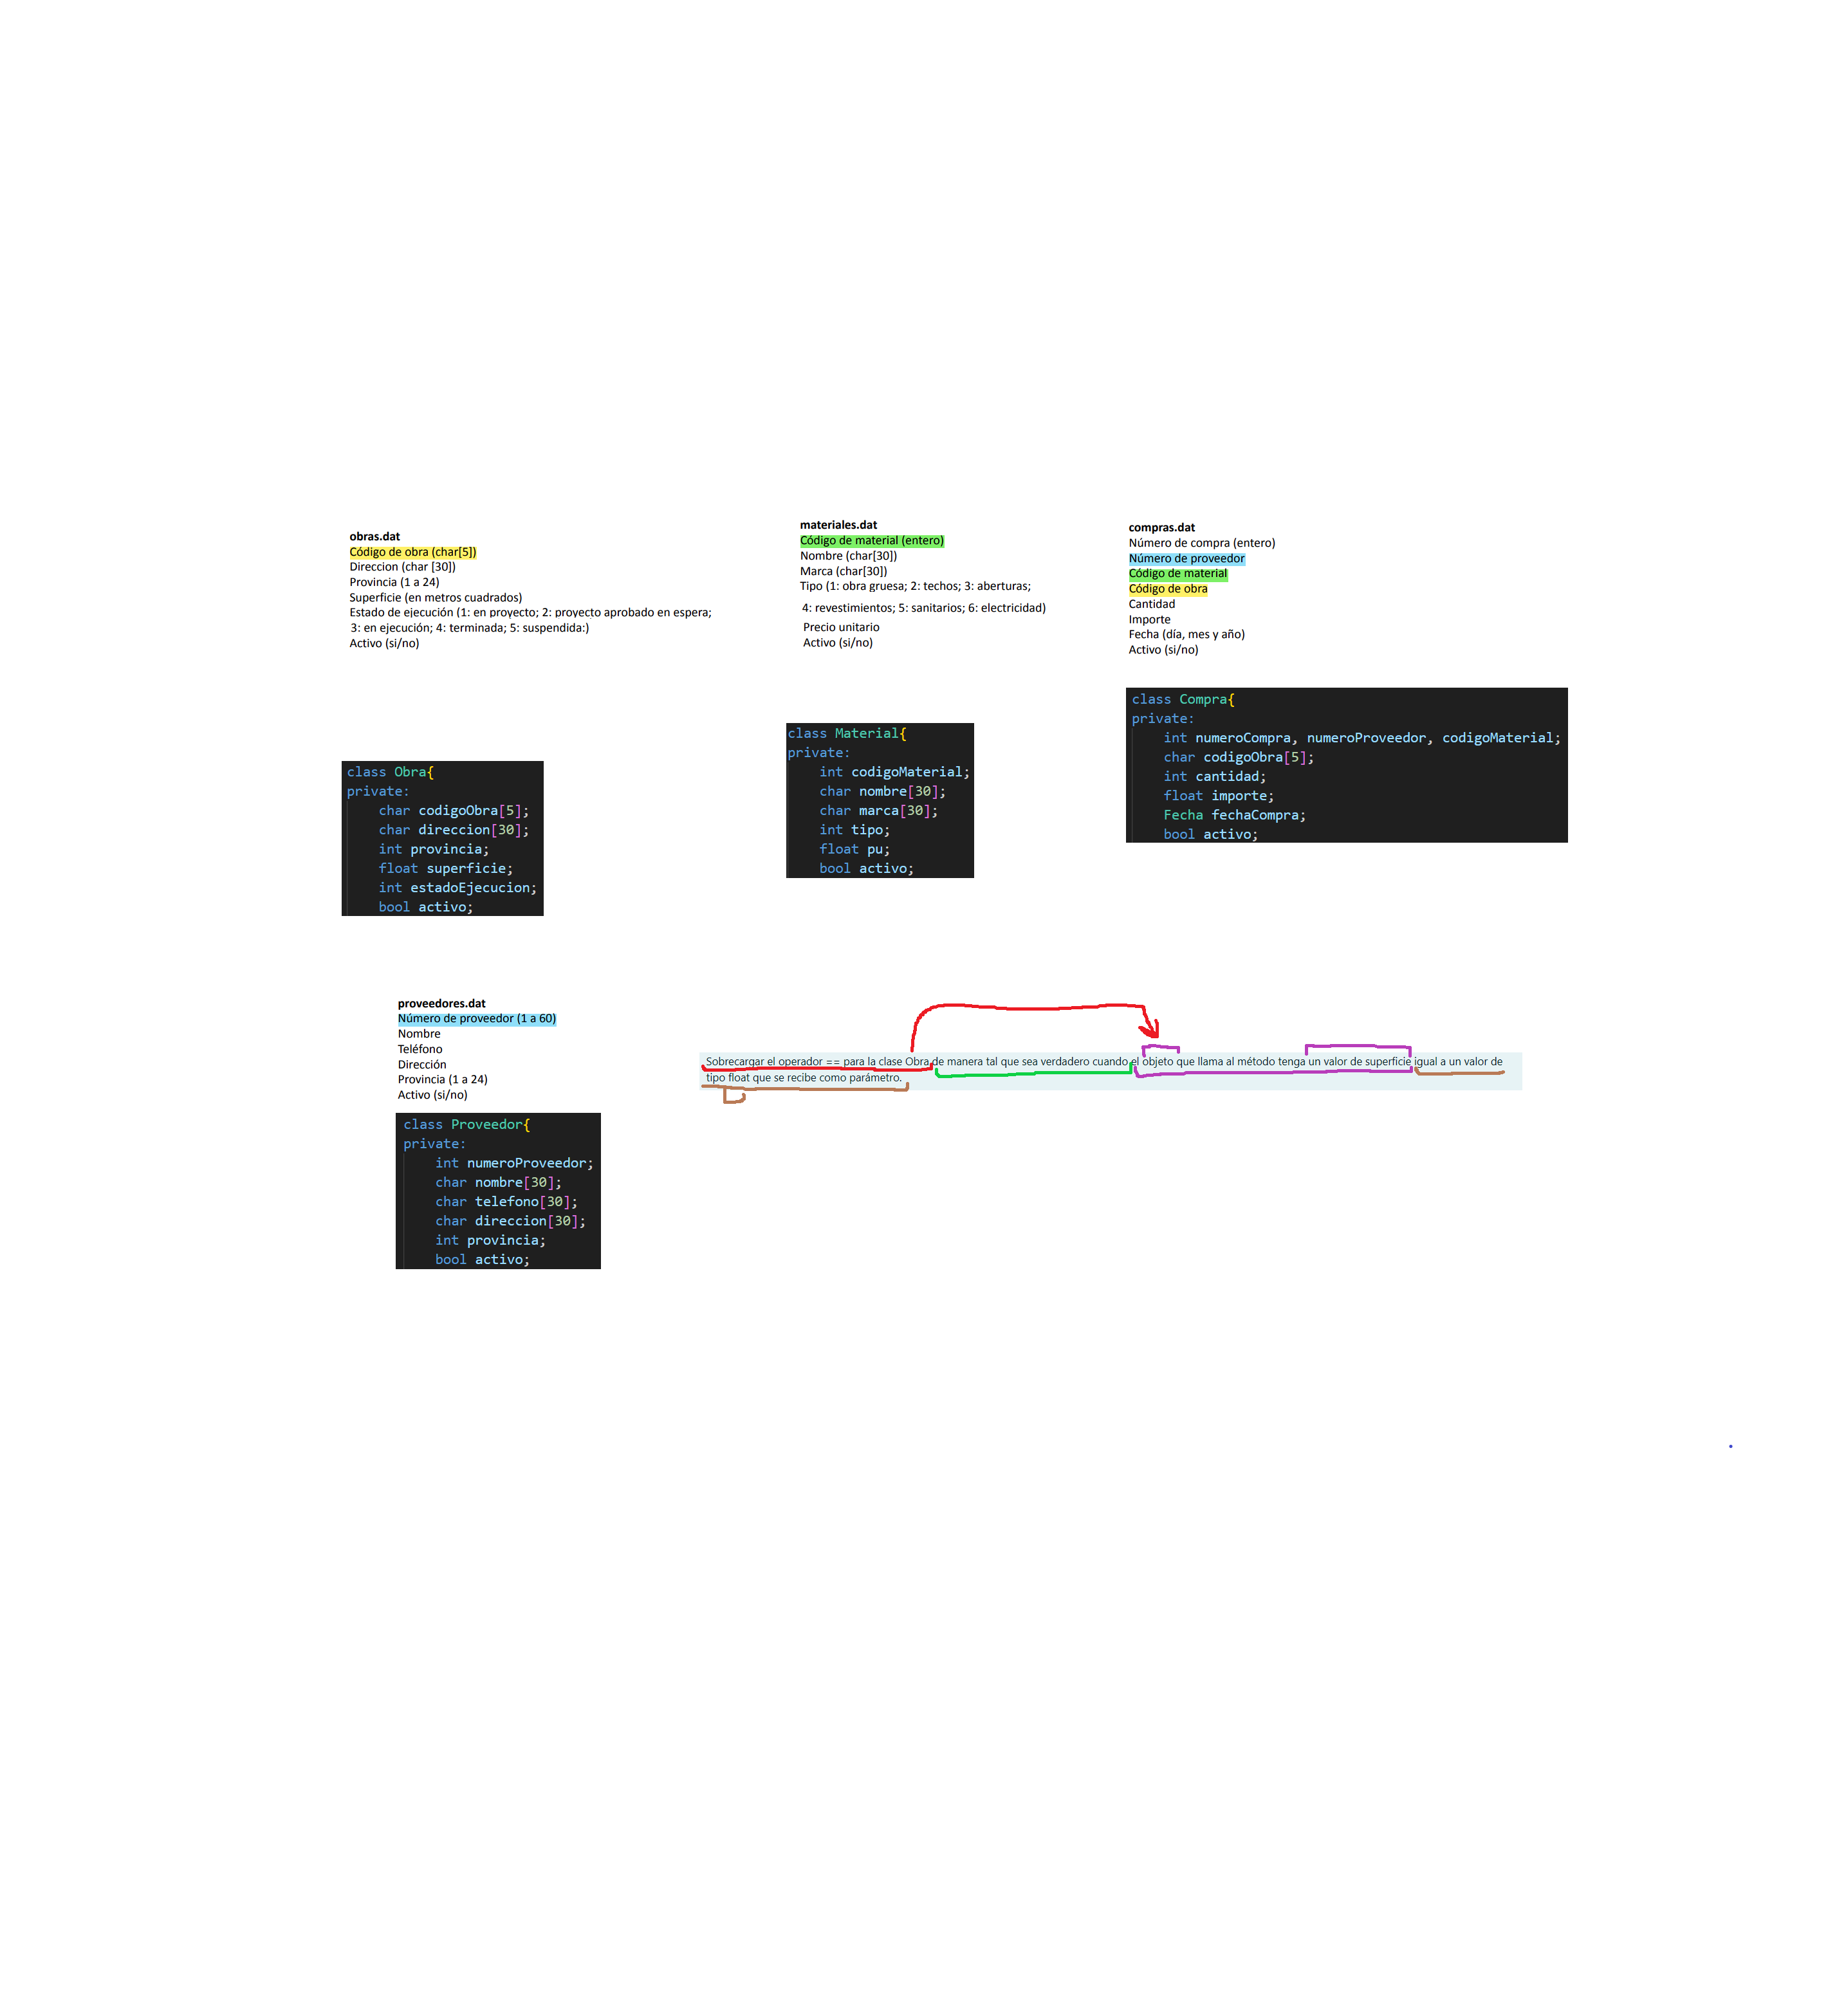 obras.dat
Código de obra (char[5])
Direccion (char [30])
Provincia (1 a 24)
Superficie (en metros cuadrados)
Estado de ejecución (1: en proyecto; 2: proyecto aprobado en espera;
3: en ejecución; 4: terminada; 5: suspendida:)
Activo (si/no)
class Obra{
private:
char codigoObra[5];
char direccion[30];
int provincia;
float superficie;
int estadoEjecucion;
bool activo;
materiales.dat
Código de material (entero)
Nombre (char[30])
Marca (char[30])
Tipo (1: obra gruesa; 2: techos; 3: aberturas;
4: revestimientos; 5: sanitarios; 6: electricidad)
Precio unitario
Activo (si/no)
class Material{
private:
int codigoMaterial;
char nombre[30];
char marca[30];
int tipo;
float pu;
bool activo;
compras.dat
Número de compra (entero)
Número de proveedor
Código de material
Código de obra
Cantidad
Importe
Fecha (día, mes y año)
Activo (si/no)
class Compra{
private:
int numeroCompra, numeroProveedor, codigoMaterial;
char codigoObra[5];
int cantidad;
float importe;
Fecha fechaCompra;
bool activo;
proveedores.dat
Número de proveedor (1 a 60)
Nombre
Teléfono
Dirección
Provincia (1 a 24)
Activo (si/no)
class Proveedor{
private:
int numeroProveedor;
char nombre[30];
char telefono[30];
char direccion[30];
int provincia;
bool activo;
Sobrecargar el operador == para la clase Obra de manera tal que sea verdadero cuando el objeto que llama al método tenga un valor de superficie igual a un valor de
tipo float que se recibe como parámetro.